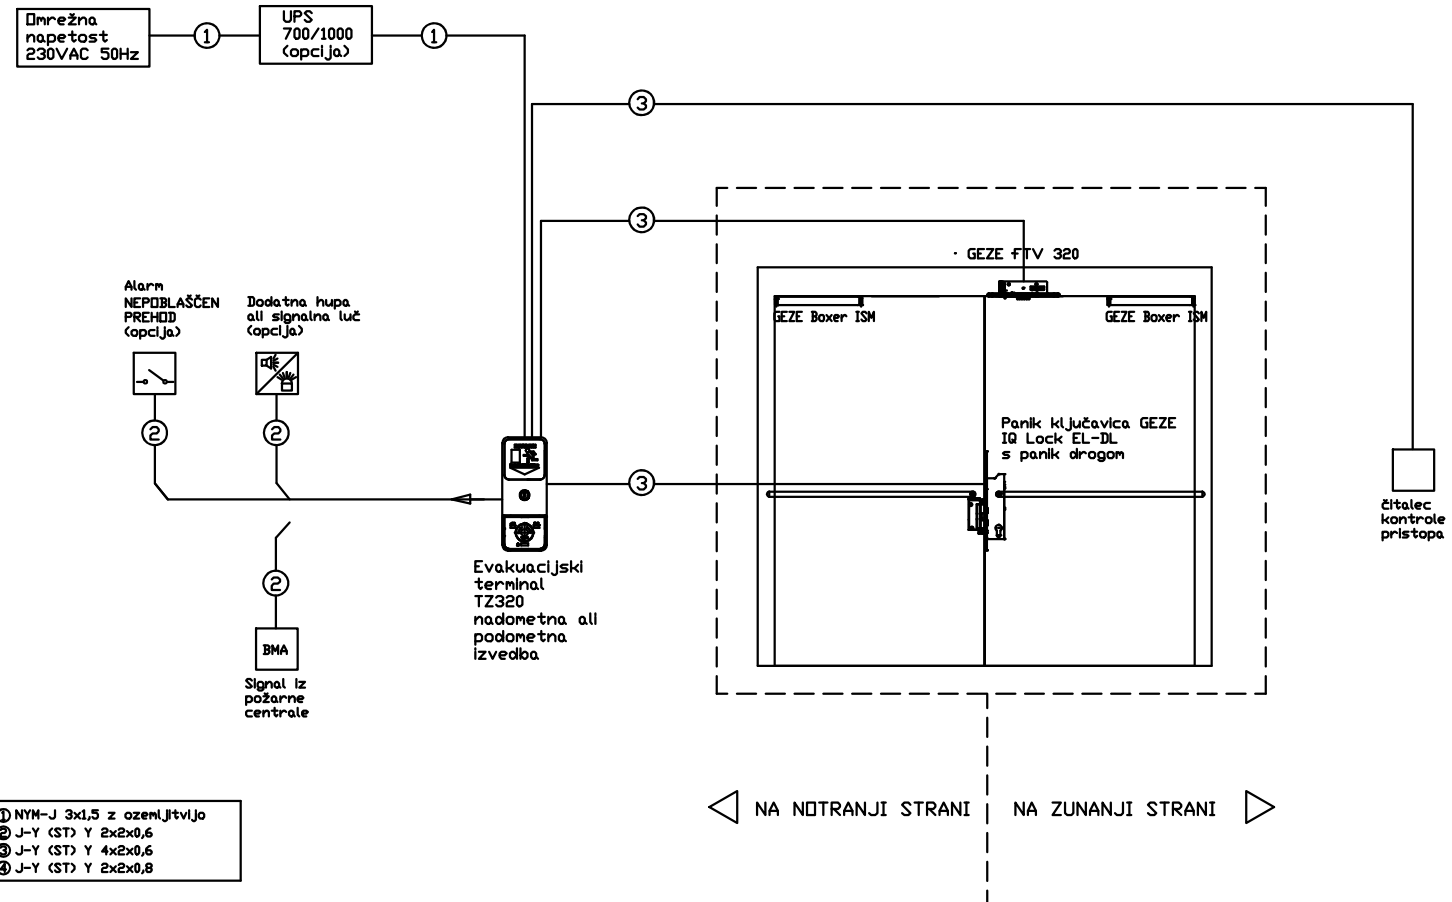 Omrežna
napetost
230VAC 50Hz
1
UPS
700/1000
(opcija)
1
3
3
GEZE FTV 320
GEZE Boxer ISM
GEZE Boxer ISM
Alarm
NEPOBLAŠČEN
PREHOD
(opcija)
Dodatna hupa
ali signalna luč
(opcija)
2
2
Panik ključavica GEZE
IQ Lock EL-DL
s panik drogom
3
čitalec
kontrole
pristopa
Evakuacijski
terminal
TZ320
nadometna ali
podometna
izvedba
2
BMA
Signal iz
požarne
centrale
NA NOTRANJI STRANI
NA ZUNANJI STRANI
1 NYM-J 3x1,5 z ozemljitvijo
2 J-Y (ST) Y 2x2x0,6
3 J-Y (ST) Y 4x2x0,6
4 J-Y (ST) Y 2x2x0,8